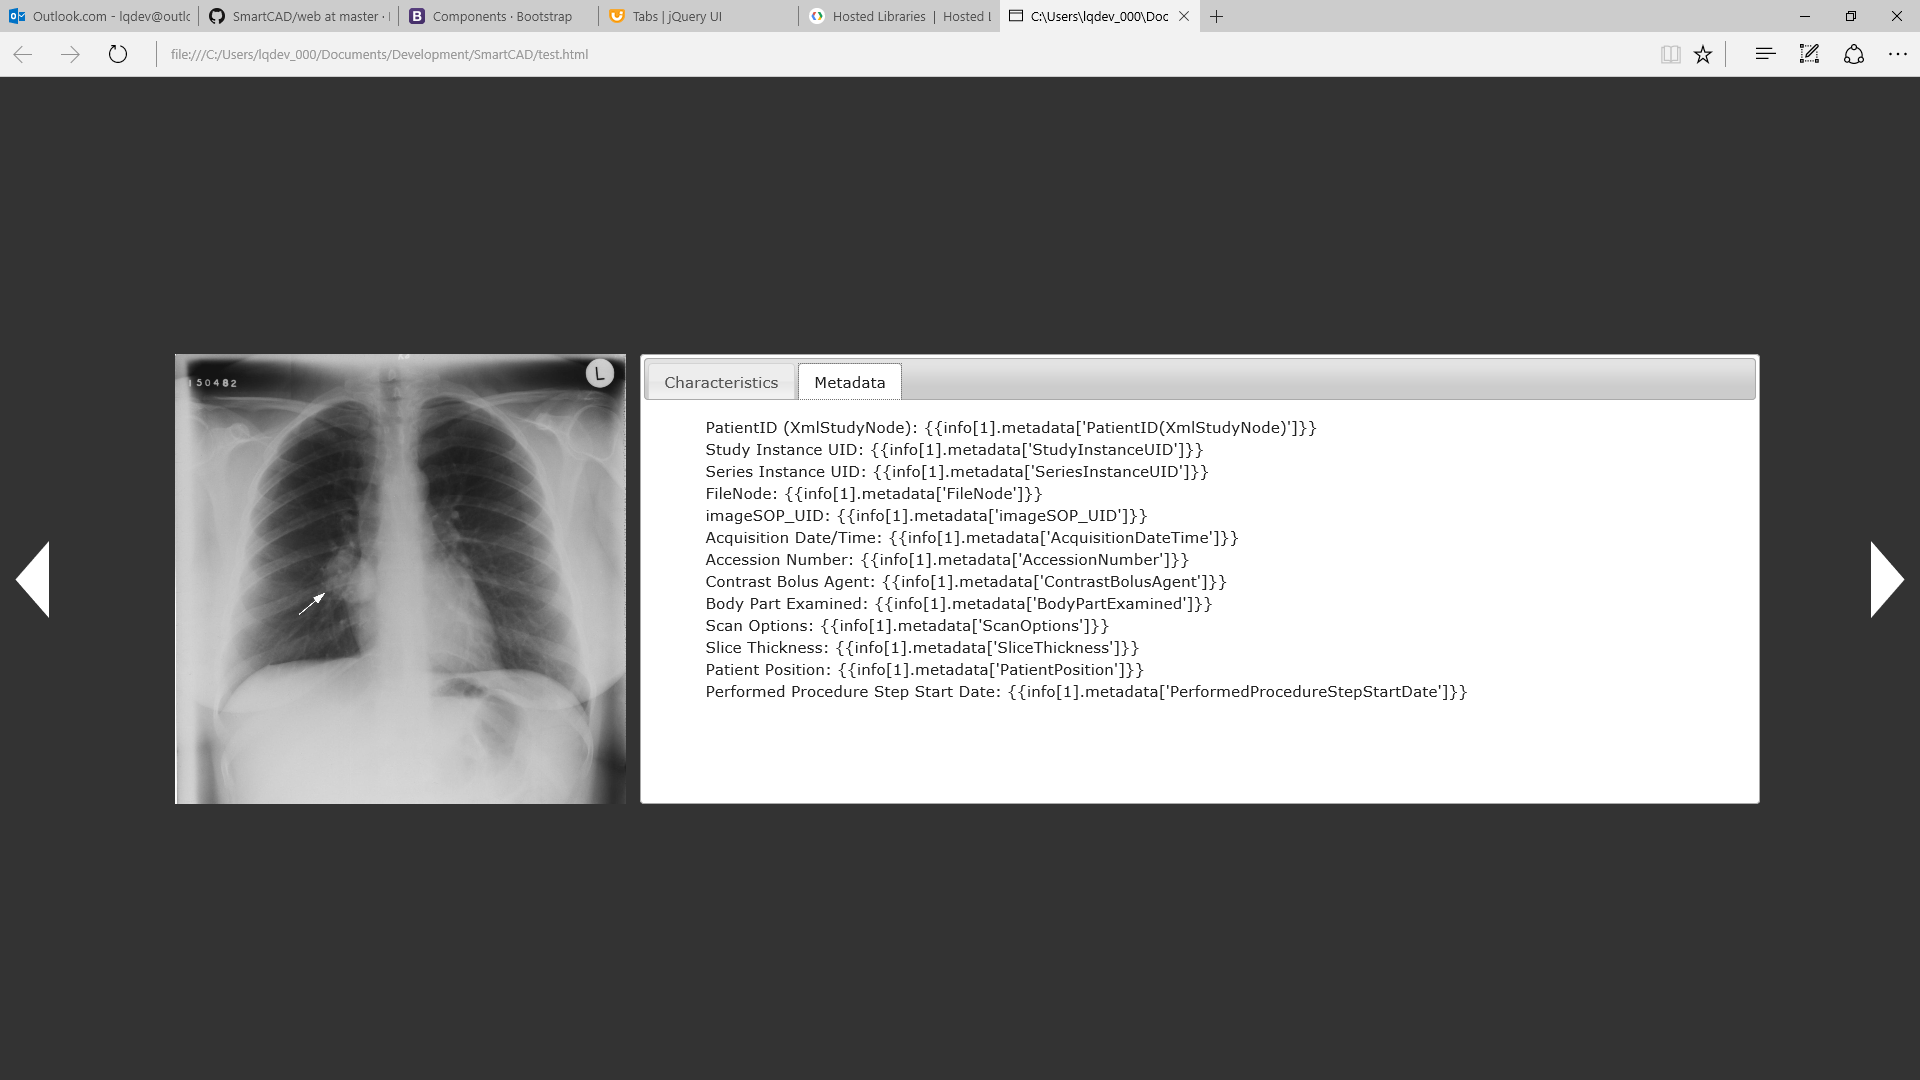 Outlook.com - lqdev@outlc
SmartCAD/web at master ·
Components · Bootstrap
Tabs | jQuery UI
Hosted Libraries | Hosted L
C:\Users\lqdev_000\Doc
file:///C:/Users/lqdev_000/Documents/Development/SmartCAD/test.html
150482
L
Characteristics
Metadata
PatientID (XmlStudyNode): {{info[1].metadata['PatientID(XmlStudyNode)']}}
Study Instance UID: {{info[1].metadata['StudyInstanceUID']}}
Series Instance UID: {{info[1].metadata['SeriesInstanceUID']}}
FileNode: {{info[1].metadata['FileNode']}}
imageSOP_UID: {{info[1].metadata['imageSOP_UID']}}
Acquisition Date/Time: {{info[1].metadata['AcquisitionDateTime']}}
Accession Number: {{info[1].metadata['AccessionNumber']}}
Contrast Bolus Agent: {{info[1].metadata['ContrastBolusAgent']}}
Body Part Examined: {{info[1].metadata['BodyPartExamined']}}
Scan Options: {{info[1].metadata['ScanOptions']}}
Slice Thickness: {{info[1].metadata['SliceThickness']}}
Patient Position: {{info[1].metadata['PatientPosition']}}
Performed Procedure Step Start Date: {{info[1].metadata['PerformedProcedureStepStartDate']}}